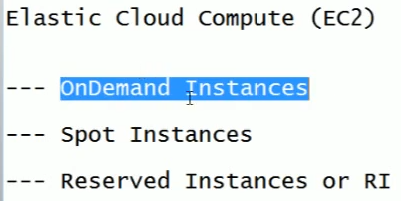 Elastic Cloud Compute (EC2)
--- OnDemand Instances
--- Spot Instances
--- Reserved Instances or RI